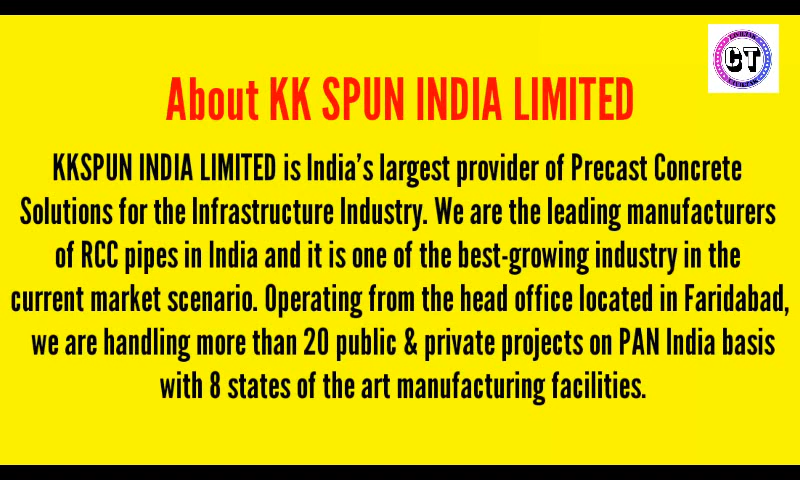 CT
About KK SPUN INDIA LIMITED
KKSPUN INDIA LIMITED is India's largest provider of Precast Concrete
Solutions for the Infrastructure Industry. We are the leading manufacturers
of RCC pipes in India and it is one of the best-growing industry in the
current market scenario. Operating from the head office located in Faridabad,
we are handling more than 20 public & private projects on PAN India basis
with 8 states of the art manufacturing facilities.